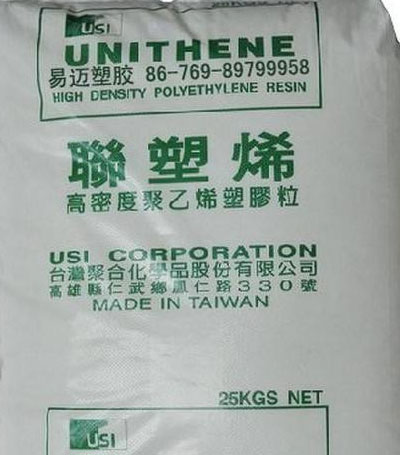 USI
UNITHENE
易迈塑胶 86-769-89799958
HIGH DENSITY POLYETHYLENE RESIN
聯塑烯
高密度聚乙烯塑膠粒
USI CORPORATION
台灣聚合化學品股份有限公司
高雄縣仁武鄉鳳仁路330號
MADE IN TAIWAN
25KGS NET
USI